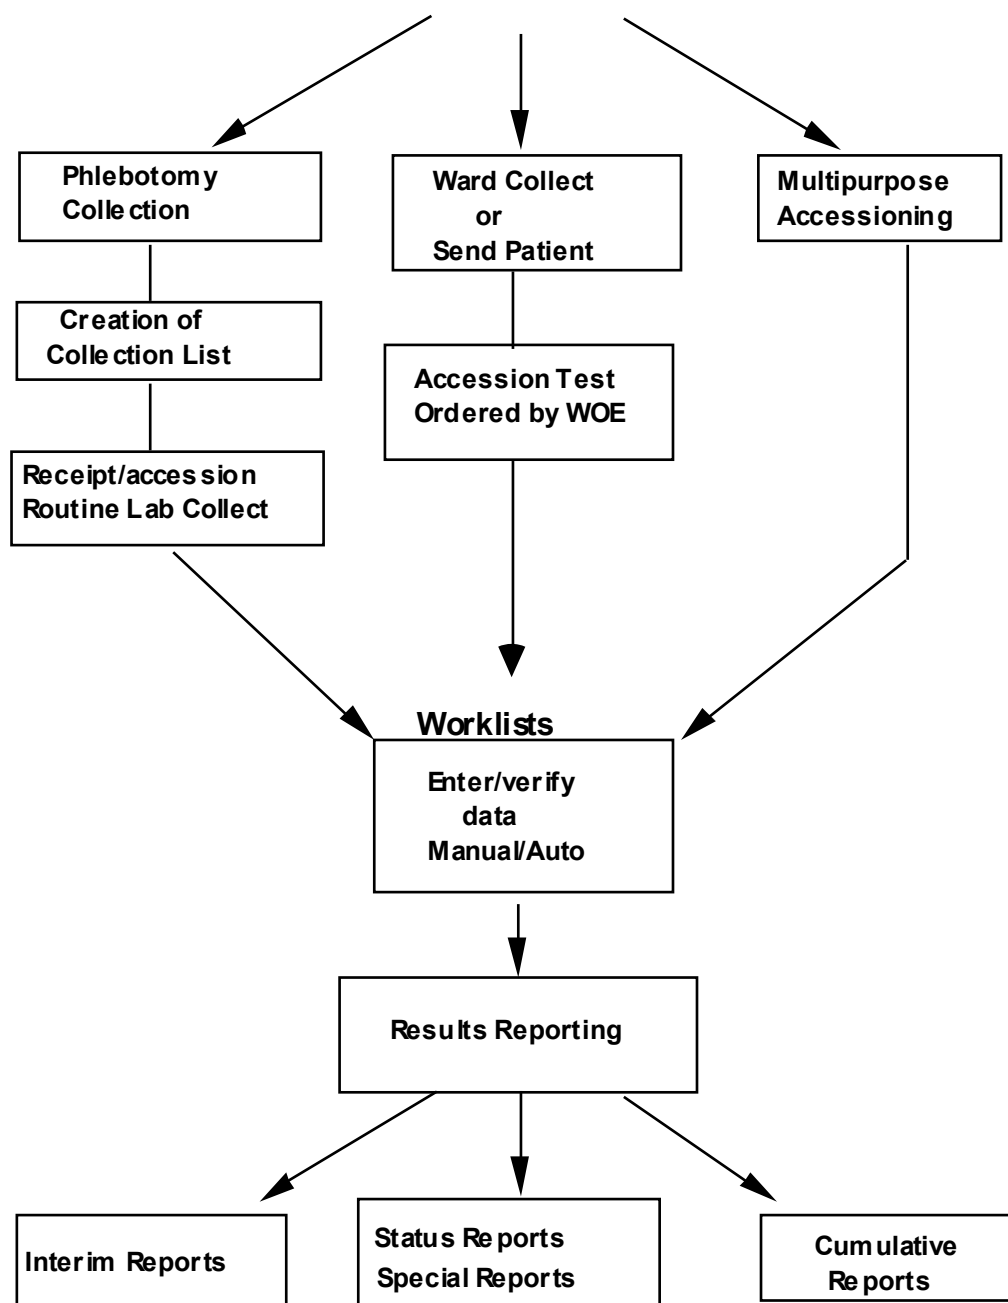 Phlebotomy
Collection
Ward Collect
or
Send Patient
Multipurpose
Accessioning
Creation of
Collection List
Accession Test
Ordered by WOE
Receipt/accession
Routine Lab Collect
Worklists
Enter/verify
data
Manual/Auto
Results Reporting
Interim Reports
Status Reports
Special Reports
Cumulative
Reports